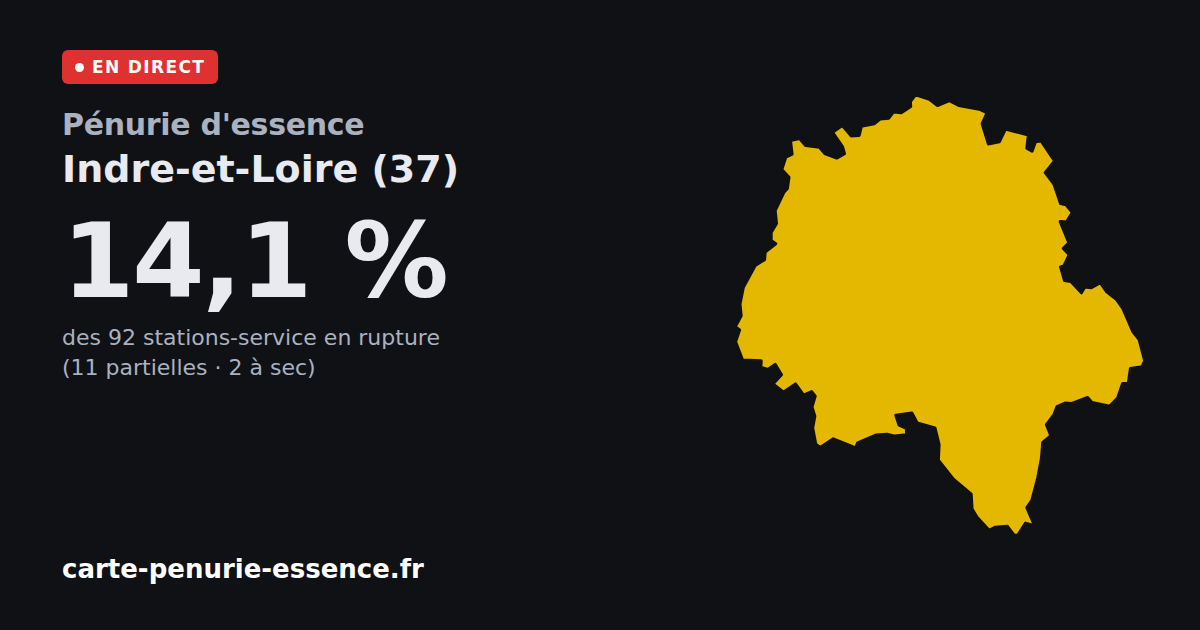 EN DIRECT
Pénurie d'essence
Indre-et-Loire (37)
14,1 %
des 92 stations-service en rupture
(11 partielles · 2 à sec)
carte-penurie-essence.fr